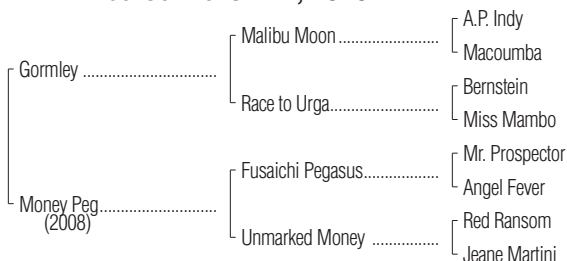 A.P. Indy
Malibu Moon
Macoumba
Gormley
Bernstein
Race to Urga
Miss Mambo
Mr. Prospector
Fusaichi Pegasus
Angel Fever
Money Peg
(2008)
Red Ransom
Unmarked Money
Jeane Martini